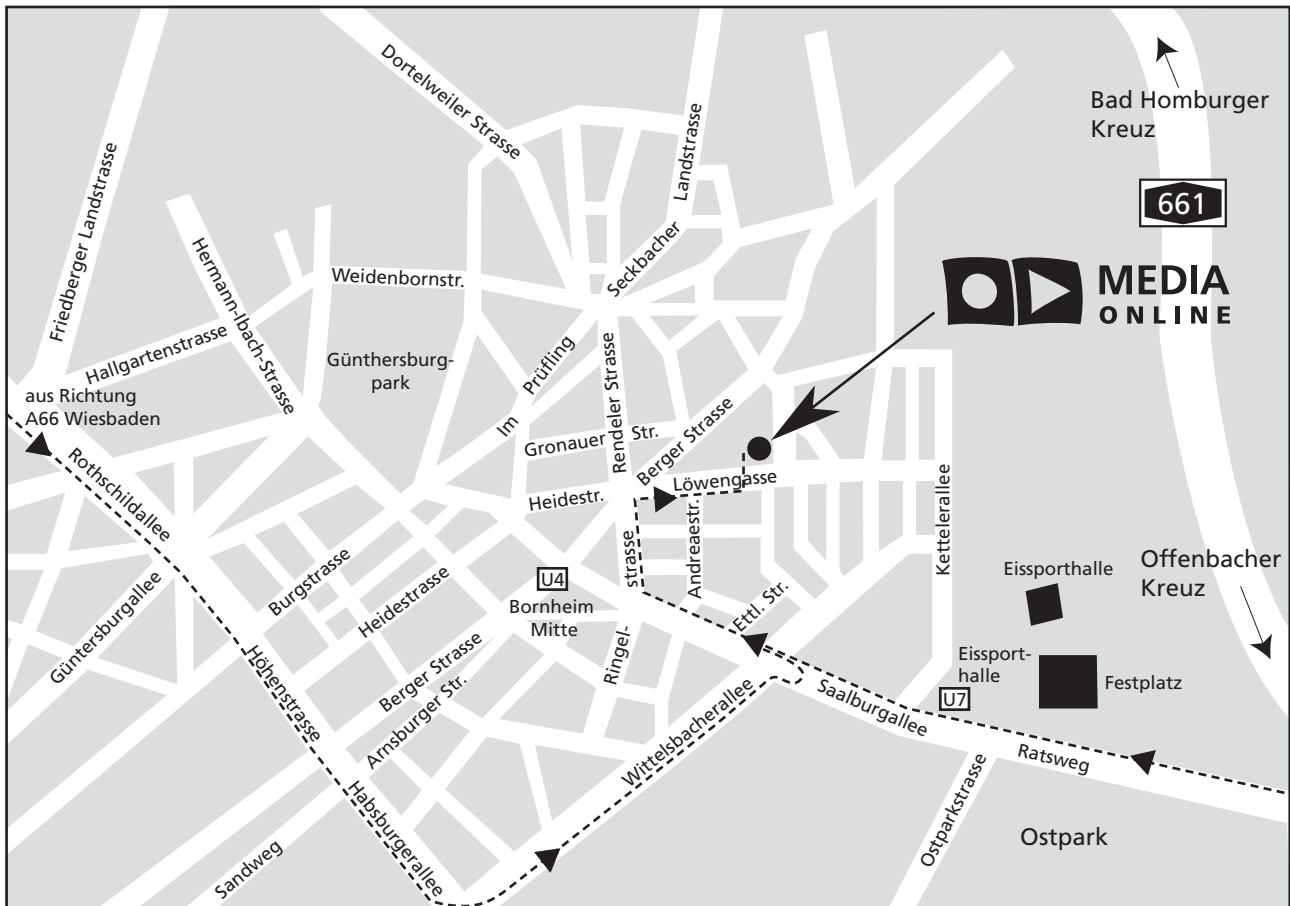 Dortelweiler Strasse
Landstrasse
Seckbacher
Bad Homburger
Kreuz
661
MEDIA
ONLINE
Friedberger Landstrasse
Hermann-Ibach-Strasse
Weidenbornstr.
Hallgartenstrasse
Günthersburg-
park
Im Prüfling
Rendeler Strasse
aus Richtung
A66 Wiesbaden
Gronauer Str.
Berger Strasse
Rothschildallee
Heidestr.
Löwengasse
Andreaestr.
Kettelerallee
Güntersburgallee
Burgstrasse
Heidestrasse
U4
Bornheim
Mitte
Ringel-
strasse
Ettl. Str.
Eissporthalle
Offenbacher
Kreuz
Eissport-
halle
U7
Festplatz
Höhenstrasse
Berger Strasse
Arnsburger Str.
Wittelsbacherallee
Saalburgallee
Ratsweg
Habsburgerallee
Sandweg
Ostparkstrasse
Ostpark